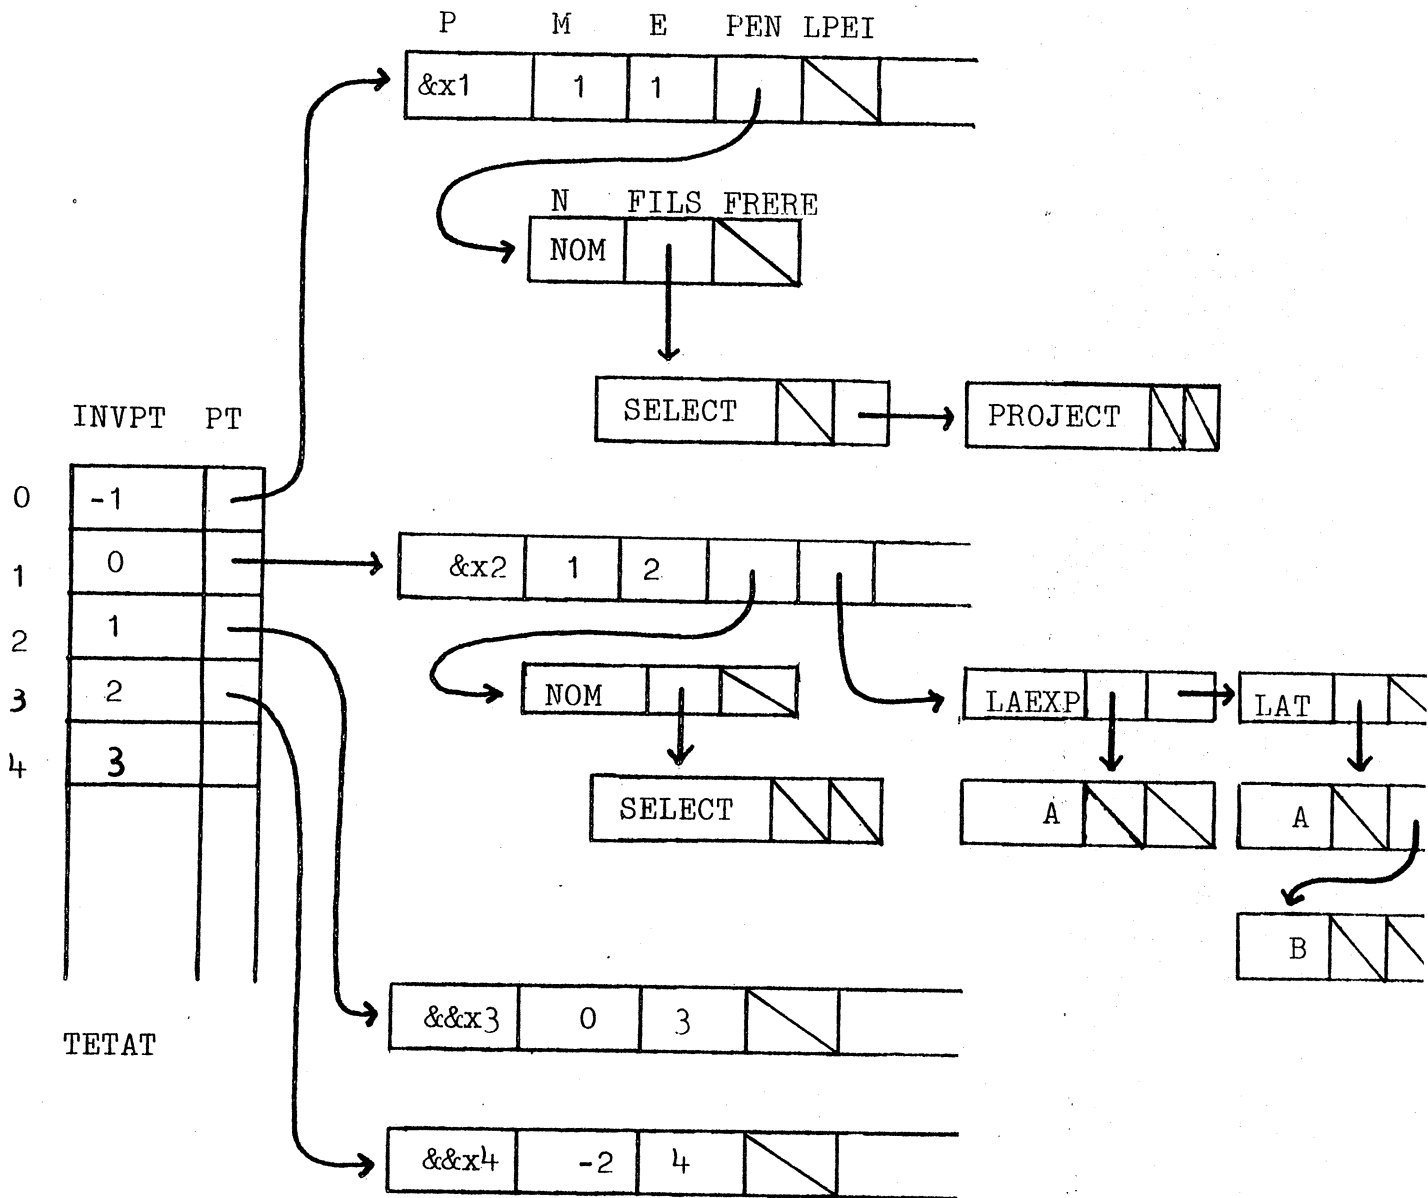 P M E PEN LPEI
&x1 1 1
N FILS FRERE
NOM
SELECT PROJECT
INVPT PT
0 -1
1 0 &x2 1 2
2 1
3 2 NOM LAEXP LAT
4 3
SELECT A A
B
&&x3 0 3
TETAT
&&x4 -2 4